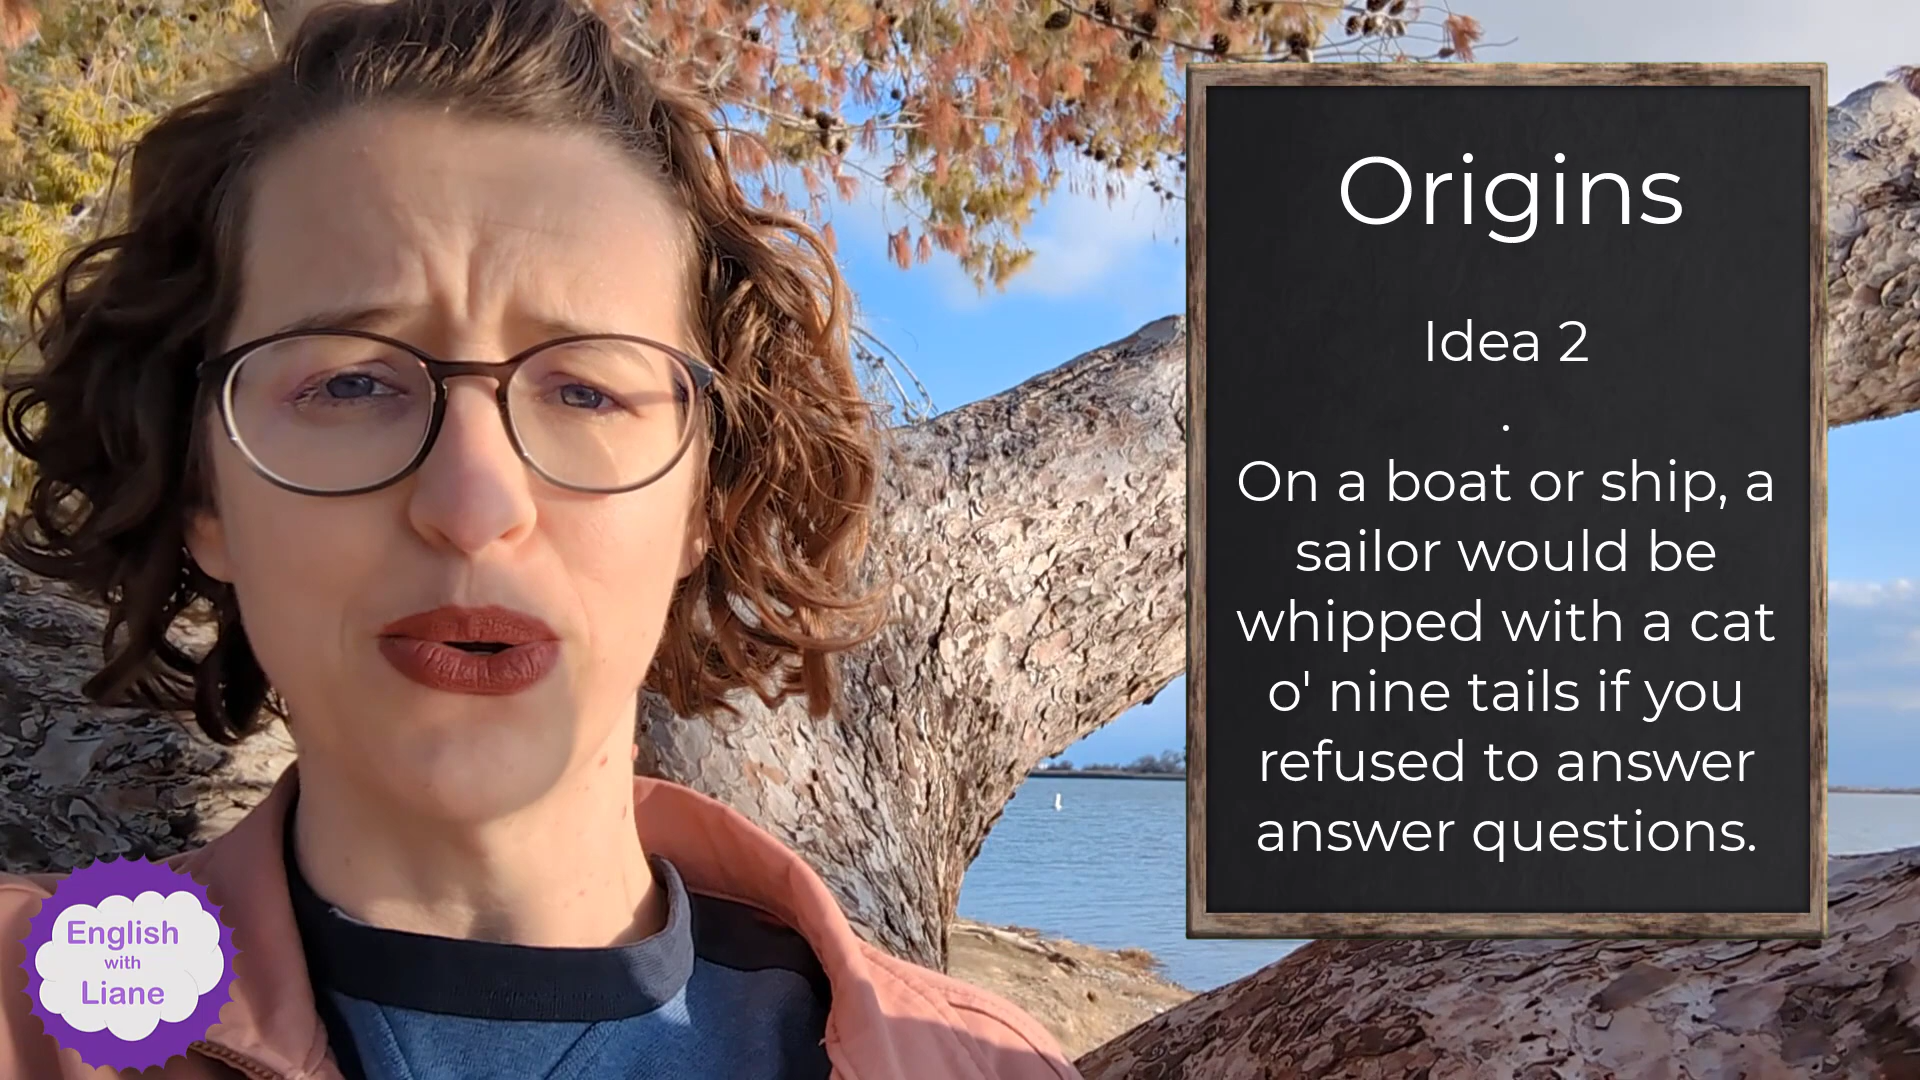 Origins
Idea 2
.
On a boat or ship, a
sailor would be
whipped with a cat
o' nine tails if you
refused to answer
answer questions.
English
with
Liane